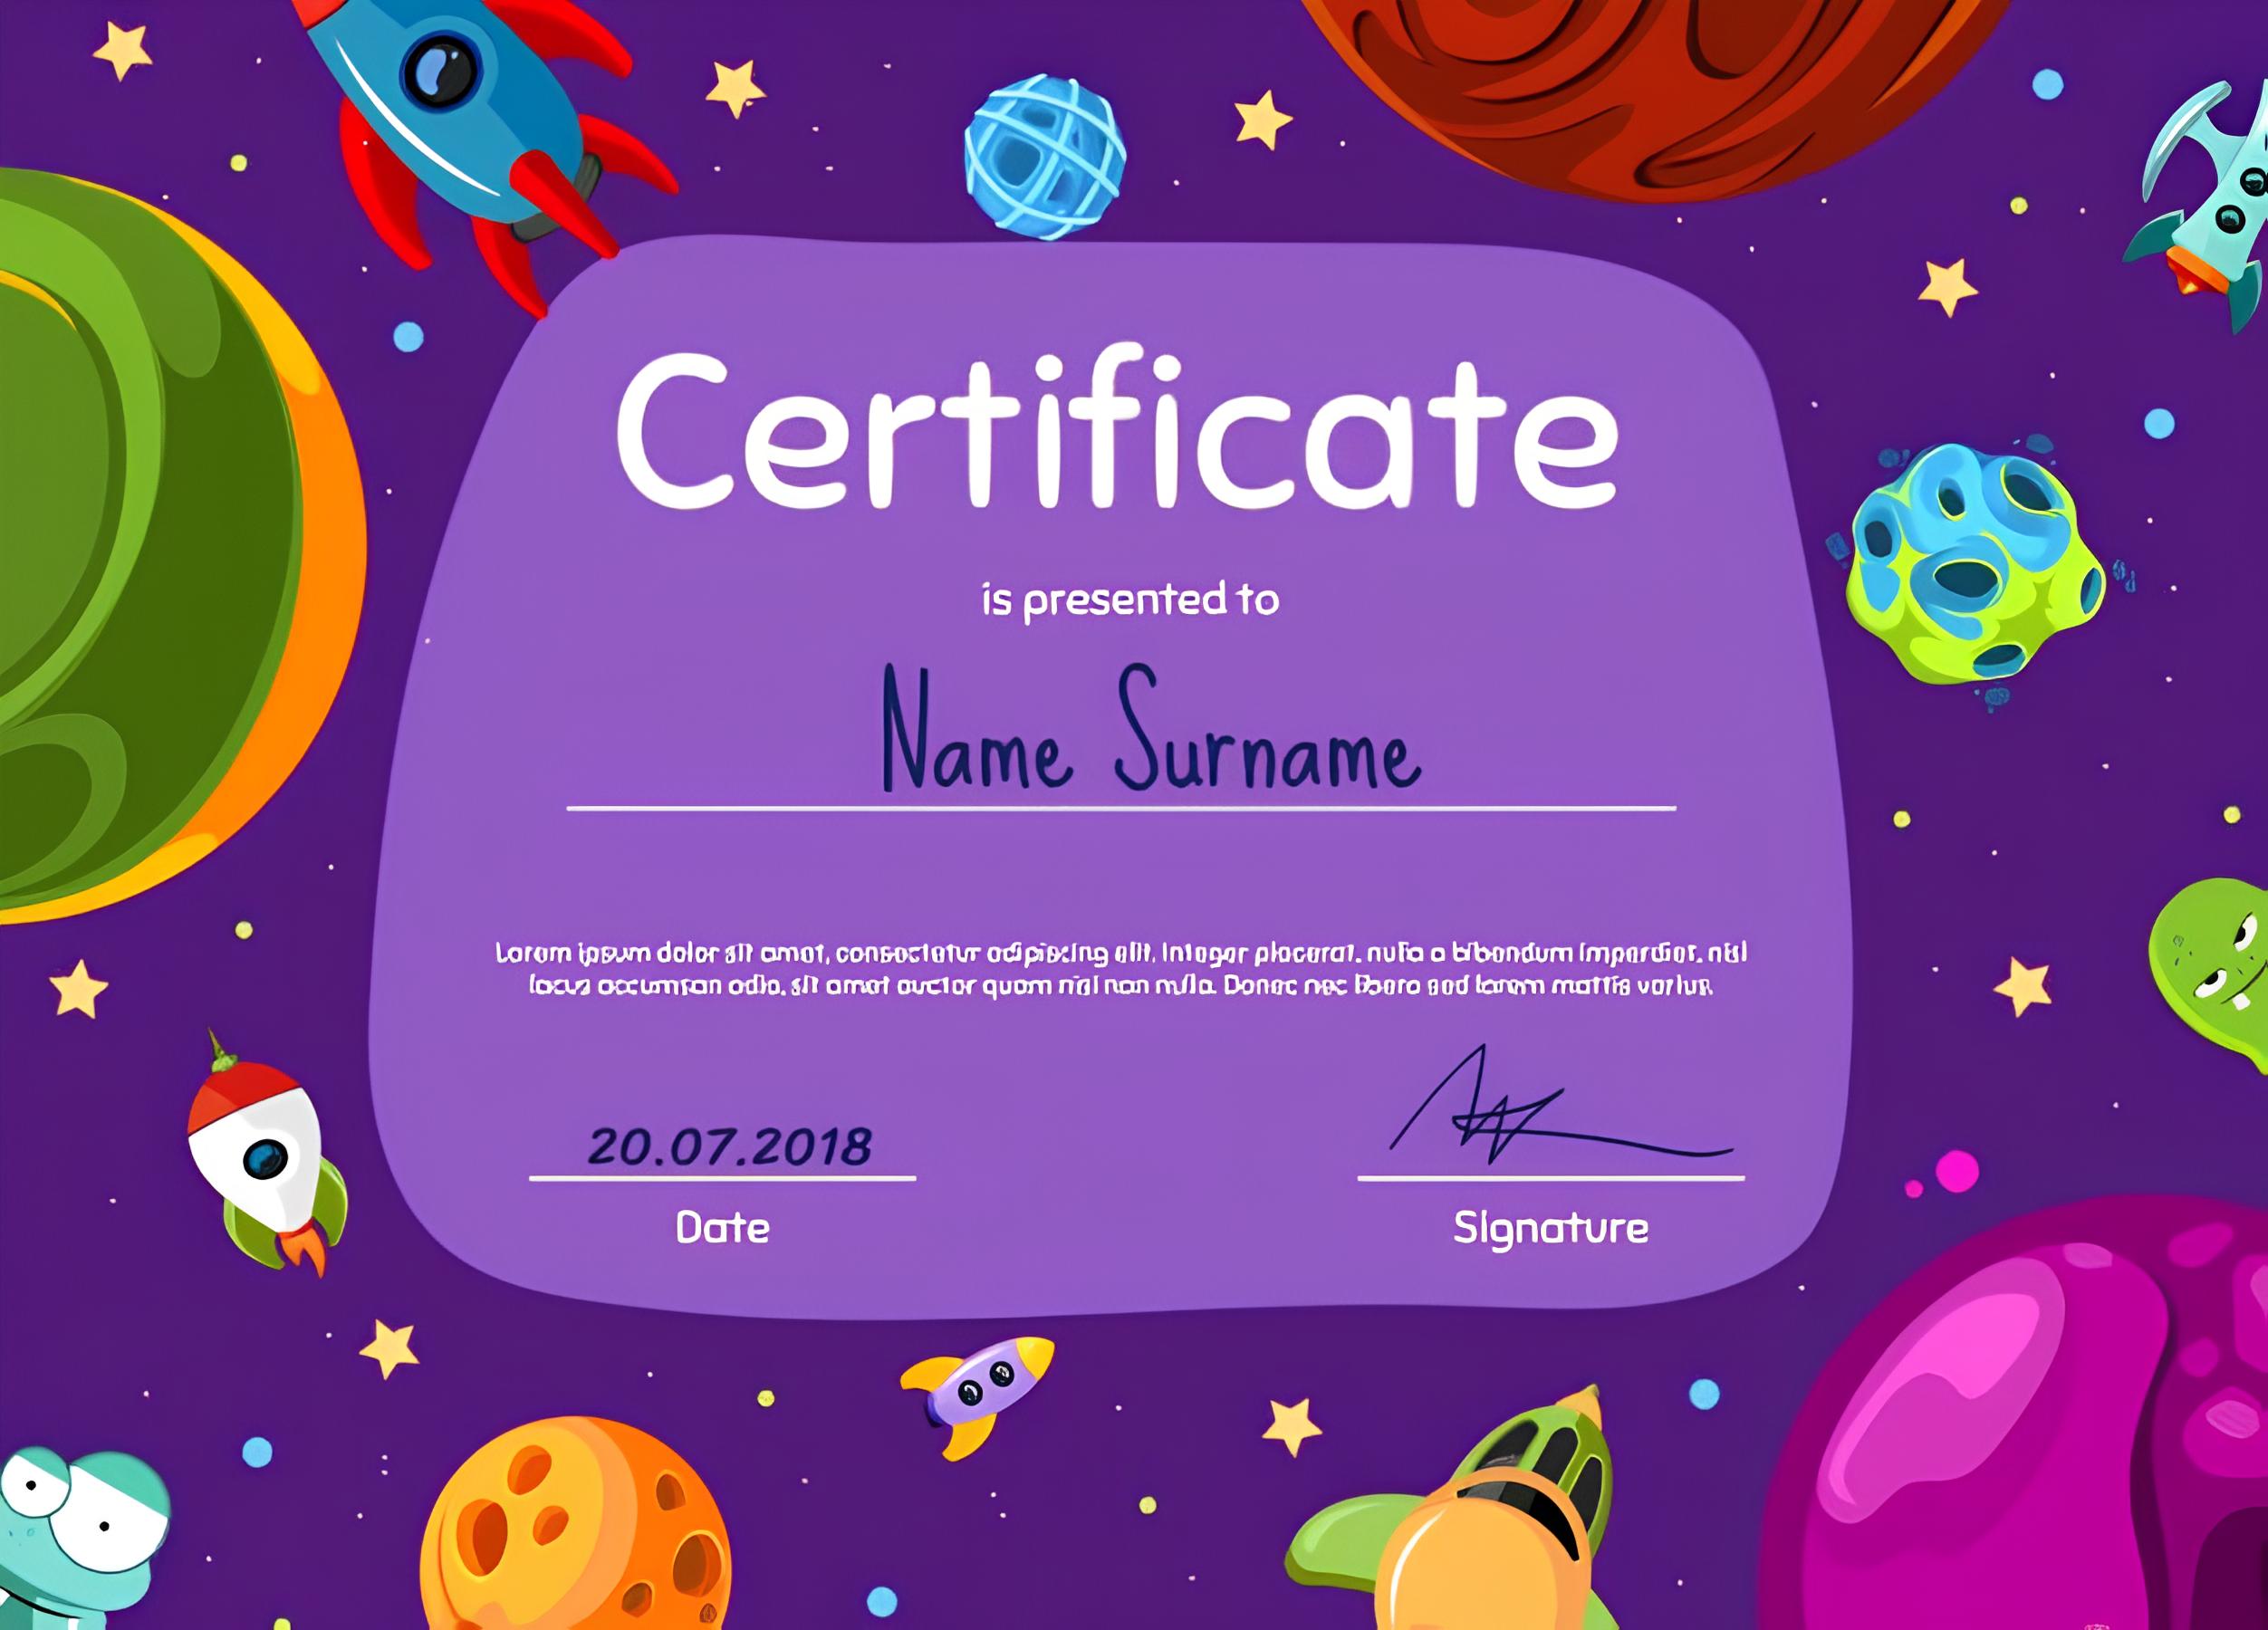 Certificate
is presented to
Name Surname
Lorem ipsum dolor sit amet, consectetur adipiscing elit. Integer placerat, nulla a bibendum imperdiet, nisl
lacus accumsan odio, sit amet auctor quam nisl non nulla. Donec nec libero sed lorem mattis varius.
20.07.2018
Date
Signature